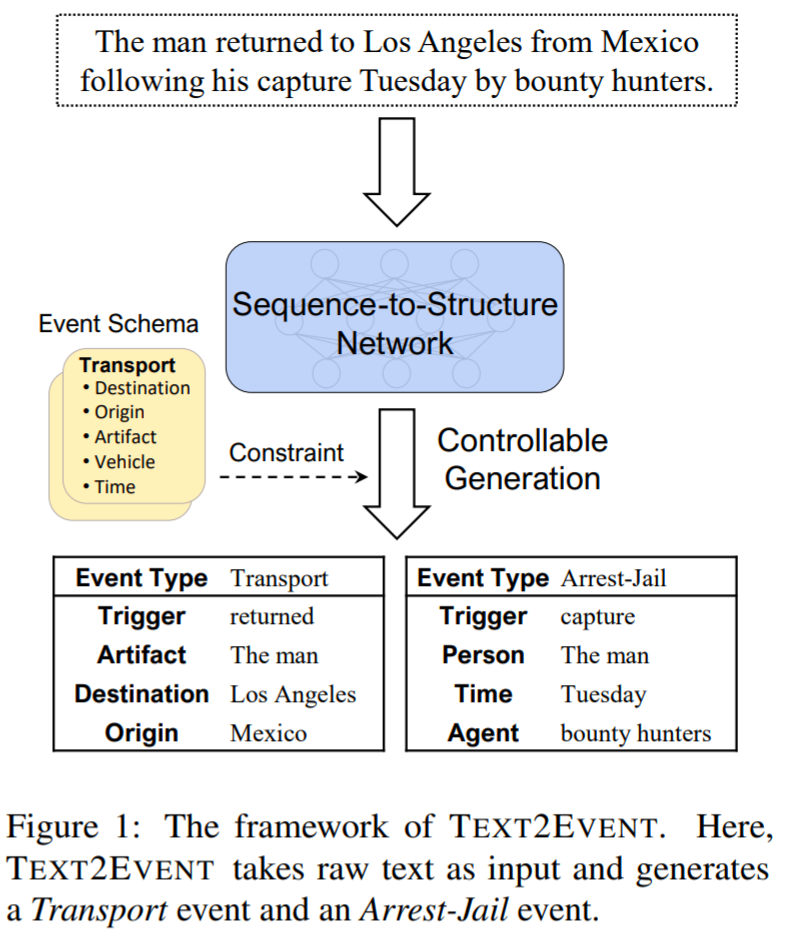 The man returned to Los Angeles from Mexico
following his capture Tuesday by bounty hunters.
Sequence-to-Structure
Network
Event Schema
Transport
• Destination
• Origin
• Artifact
• Vehicle
• Time
Constraint
Controllable
Generation
Event Type Transport
Trigger returned
Artifact The man
Destination Los Angeles
Origin Mexico
Event Type Arrest-Jail
Trigger capture
Person The man
Time Tuesday
Agent bounty hunters
Figure 1: The framework of TEXT2EVENT. Here,
TEXT2EVENT takes raw text as input and generates
a Transport event and an Arrest-Jail event.